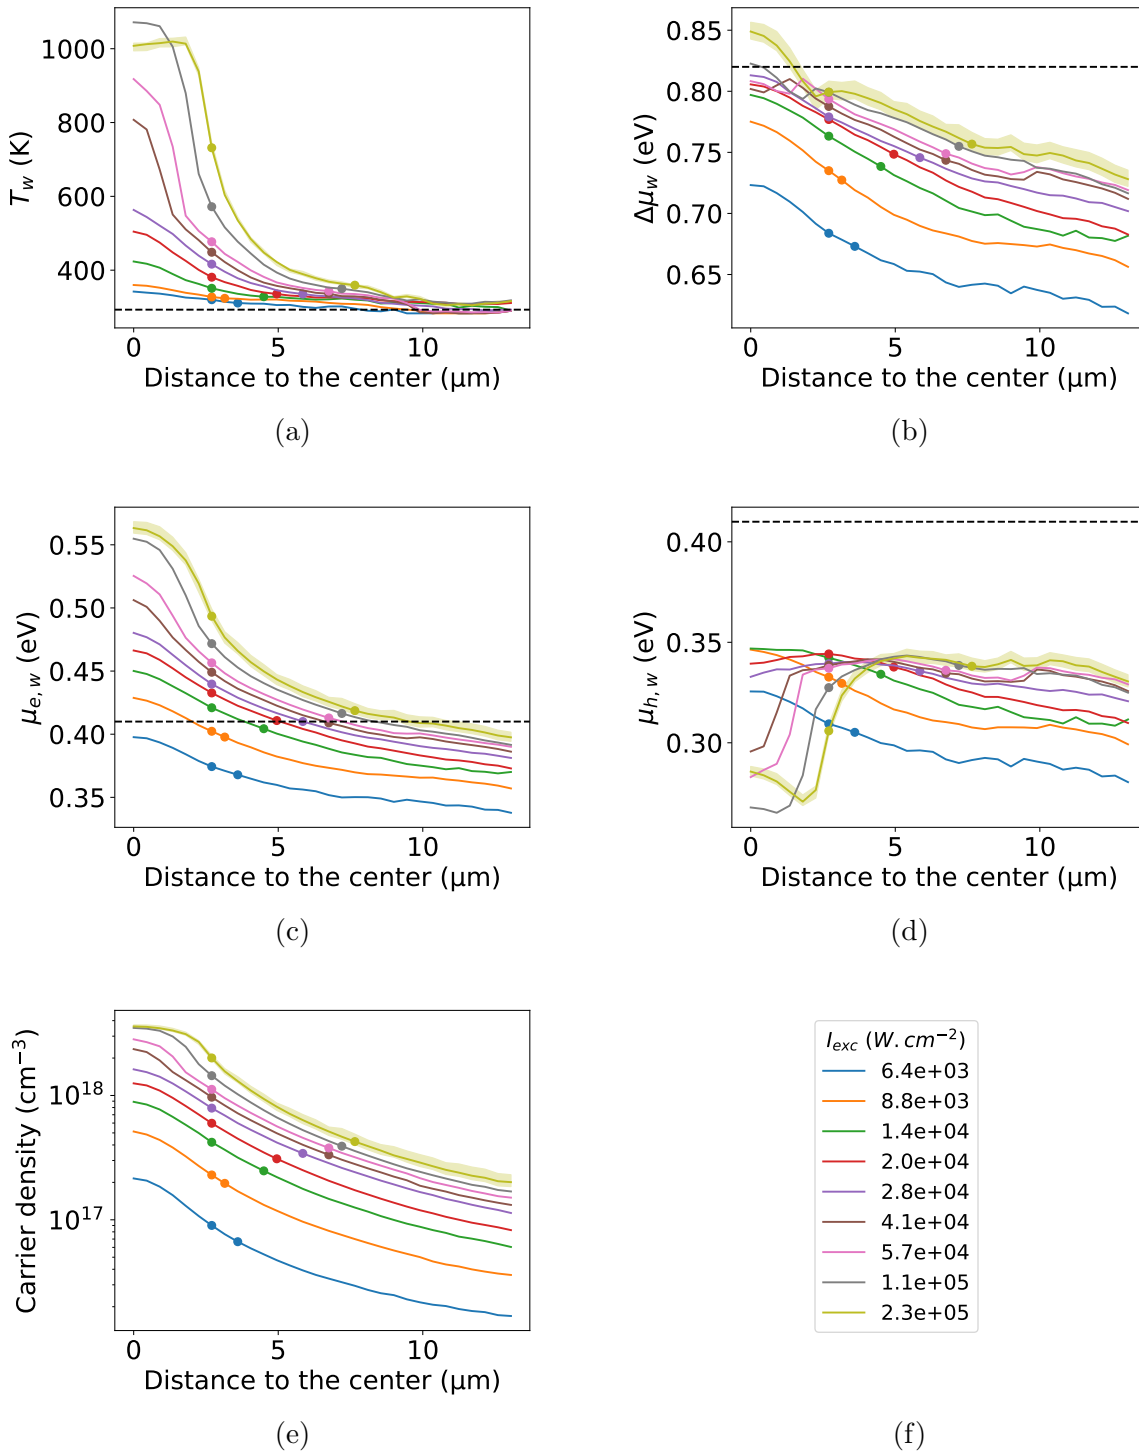 1000
800
600
400
T_w (K)
0 5 10
Distance to the center (µm)
(a)
0.85
0.80
0.75
0.70
0.65
Δµ_w (eV)
0 5 10
Distance to the center (µm)
(b)
0.55
0.50
0.45
0.40
0.35
µ_{e, w} (eV)
0 5 10
Distance to the center (µm)
(c)
0.40
0.35
0.30
µ_{h, w} (eV)
0 5 10
Distance to the center (µm)
(d)
10^{18}
10^{17}
Carrier density (cm^{−3})
0 5 10
Distance to the center (µm)
(e)
I_{exc} (W.cm^{−2})
6.4e+03
8.8e+03
1.4e+04
2.0e+04
2.8e+04
4.1e+04
5.7e+04
1.1e+05
2.3e+05
(f)